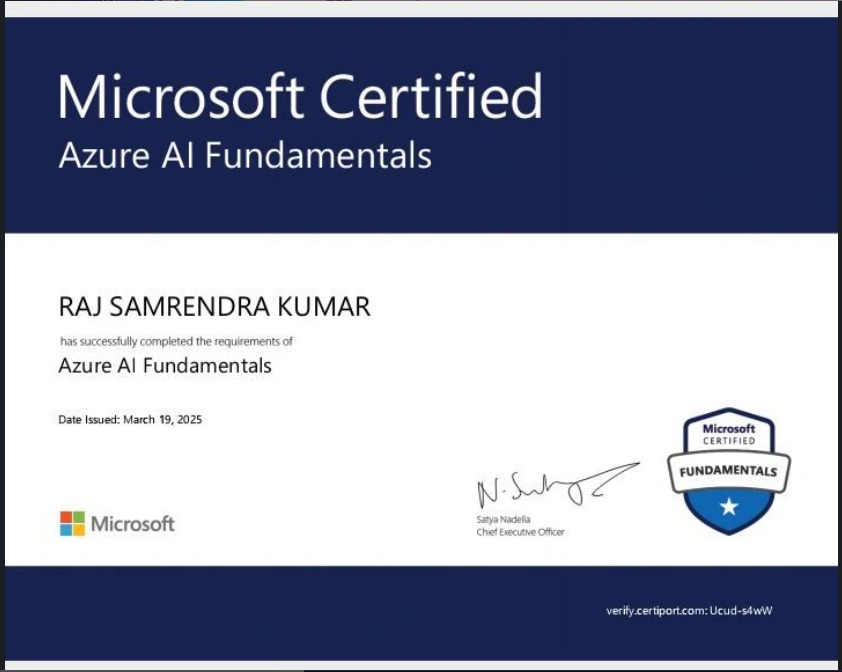 Microsoft Certified
Azure AI Fundamentals
RAJ SAMRENDRA KUMAR
has successfully completed the requirements of
Azure AI Fundamentals
Date Issued: March 19, 2025
Microsoft
CERTIFIED
FUNDAMENTALS
N. Satya
Satya Nadella
Chief Executive Officer
Microsoft
verify.certiport.com: Ucud-s4wW